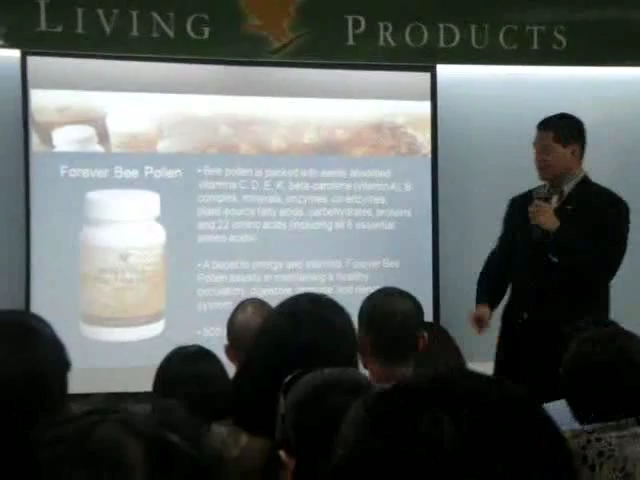 LIVING PRODUCTS
Forever Bee Pollen
• Bee pollen is packed with easily absorbed
vitamins C, D, E, K, beta-carotene (vitamin A), B
complex, minerals, enzymes, co-enzymes,
plant-source fatty acids, carbohydrates, proteins
and 22 amino acids (including all 8 essential
amino acids).
• A boost to energy and stamina, Forever Bee
Pollen assists in maintaining a healthy
circulatory, digestive, immune and